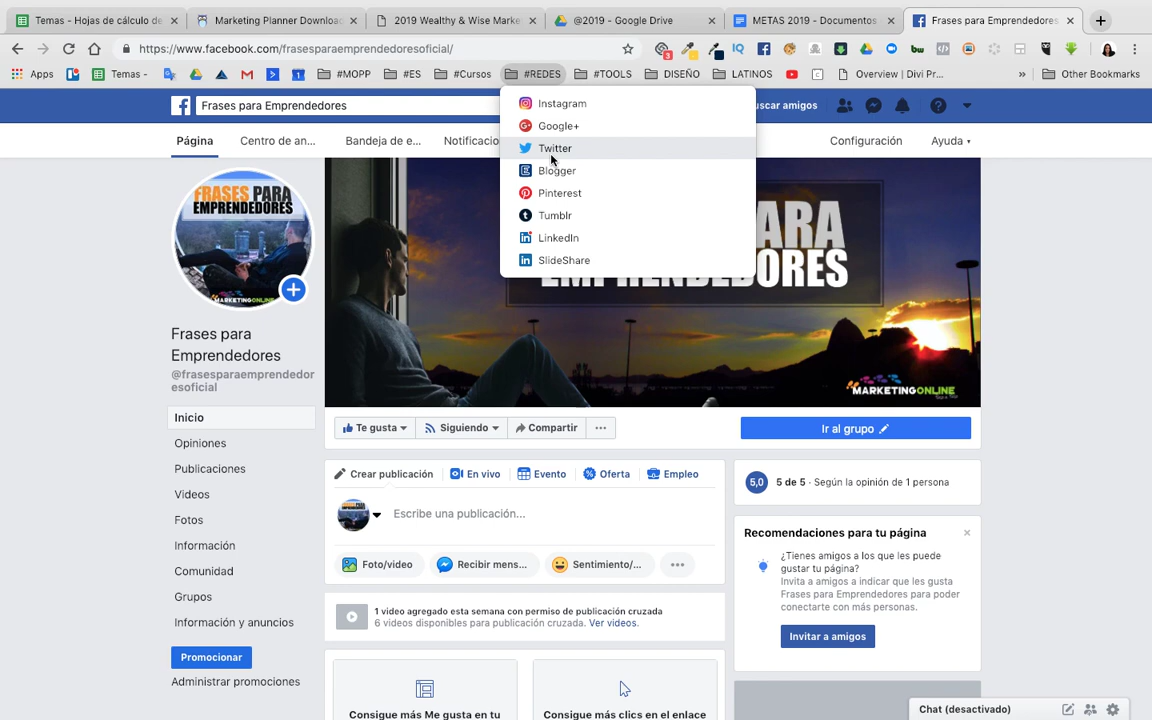 Temas - Hojas de cálculo de
Marketing Planner Downloa
2019 Wealthy & Wise Marke
@2019 - Google Drive
METAS 2019 - Documentos
Frases para Emprendedores
https://www.facebook.com/frasesparaemprendedoresoficial/
Apps
Temas -
#MOPP
#ES
#Cursos
#REDES
#TOOLS
DISEÑO
LATINOS
Overview | Divi Pr...
Other Bookmarks
Frases para Emprendedores
uscar amigos
Instagram
Google+
Twitter
Blogger
Pinterest
Tumblr
LinkedIn
SlideShare
Página
Centro de an...
Bandeja de e...
Notificacio
Configuración
Ayuda
FRASES PARA
EMPRENDEDORES
MARKETINGONLINE
ARA
EMPRENDEDORES
MARKETINGONLINE
Frases para
Emprendedores
@frasesparaemprendedor
esoficial
Inicio
Opiniones
Publicaciones
Videos
Fotos
Información
Comunidad
Grupos
Información y anuncios
Promocionar
Administrar promociones
Te gusta
Siguiendo
Compartir
Ir al grupo
Crear publicación
En vivo
Evento
Oferta
Empleo
Escribe una publicación...
Foto/video
Recibir mens...
Sentimiento/...
1 video agregado esta semana con permiso de publicación cruzada
6 videos disponibles para publicación cruzada. Ver videos.
Consigue más Me gusta en tu
Consigue más clics en el enlace
5,0
5 de 5 · Según la opinión de 1 persona
Recomendaciones para tu página
¿Tienes amigos a los que les puede
gustar tu página?
Invita a amigos a indicar que les gusta
Frases para Emprendedores para poder
conectarte con más personas.
Invitar a amigos
Chat (desactivado)